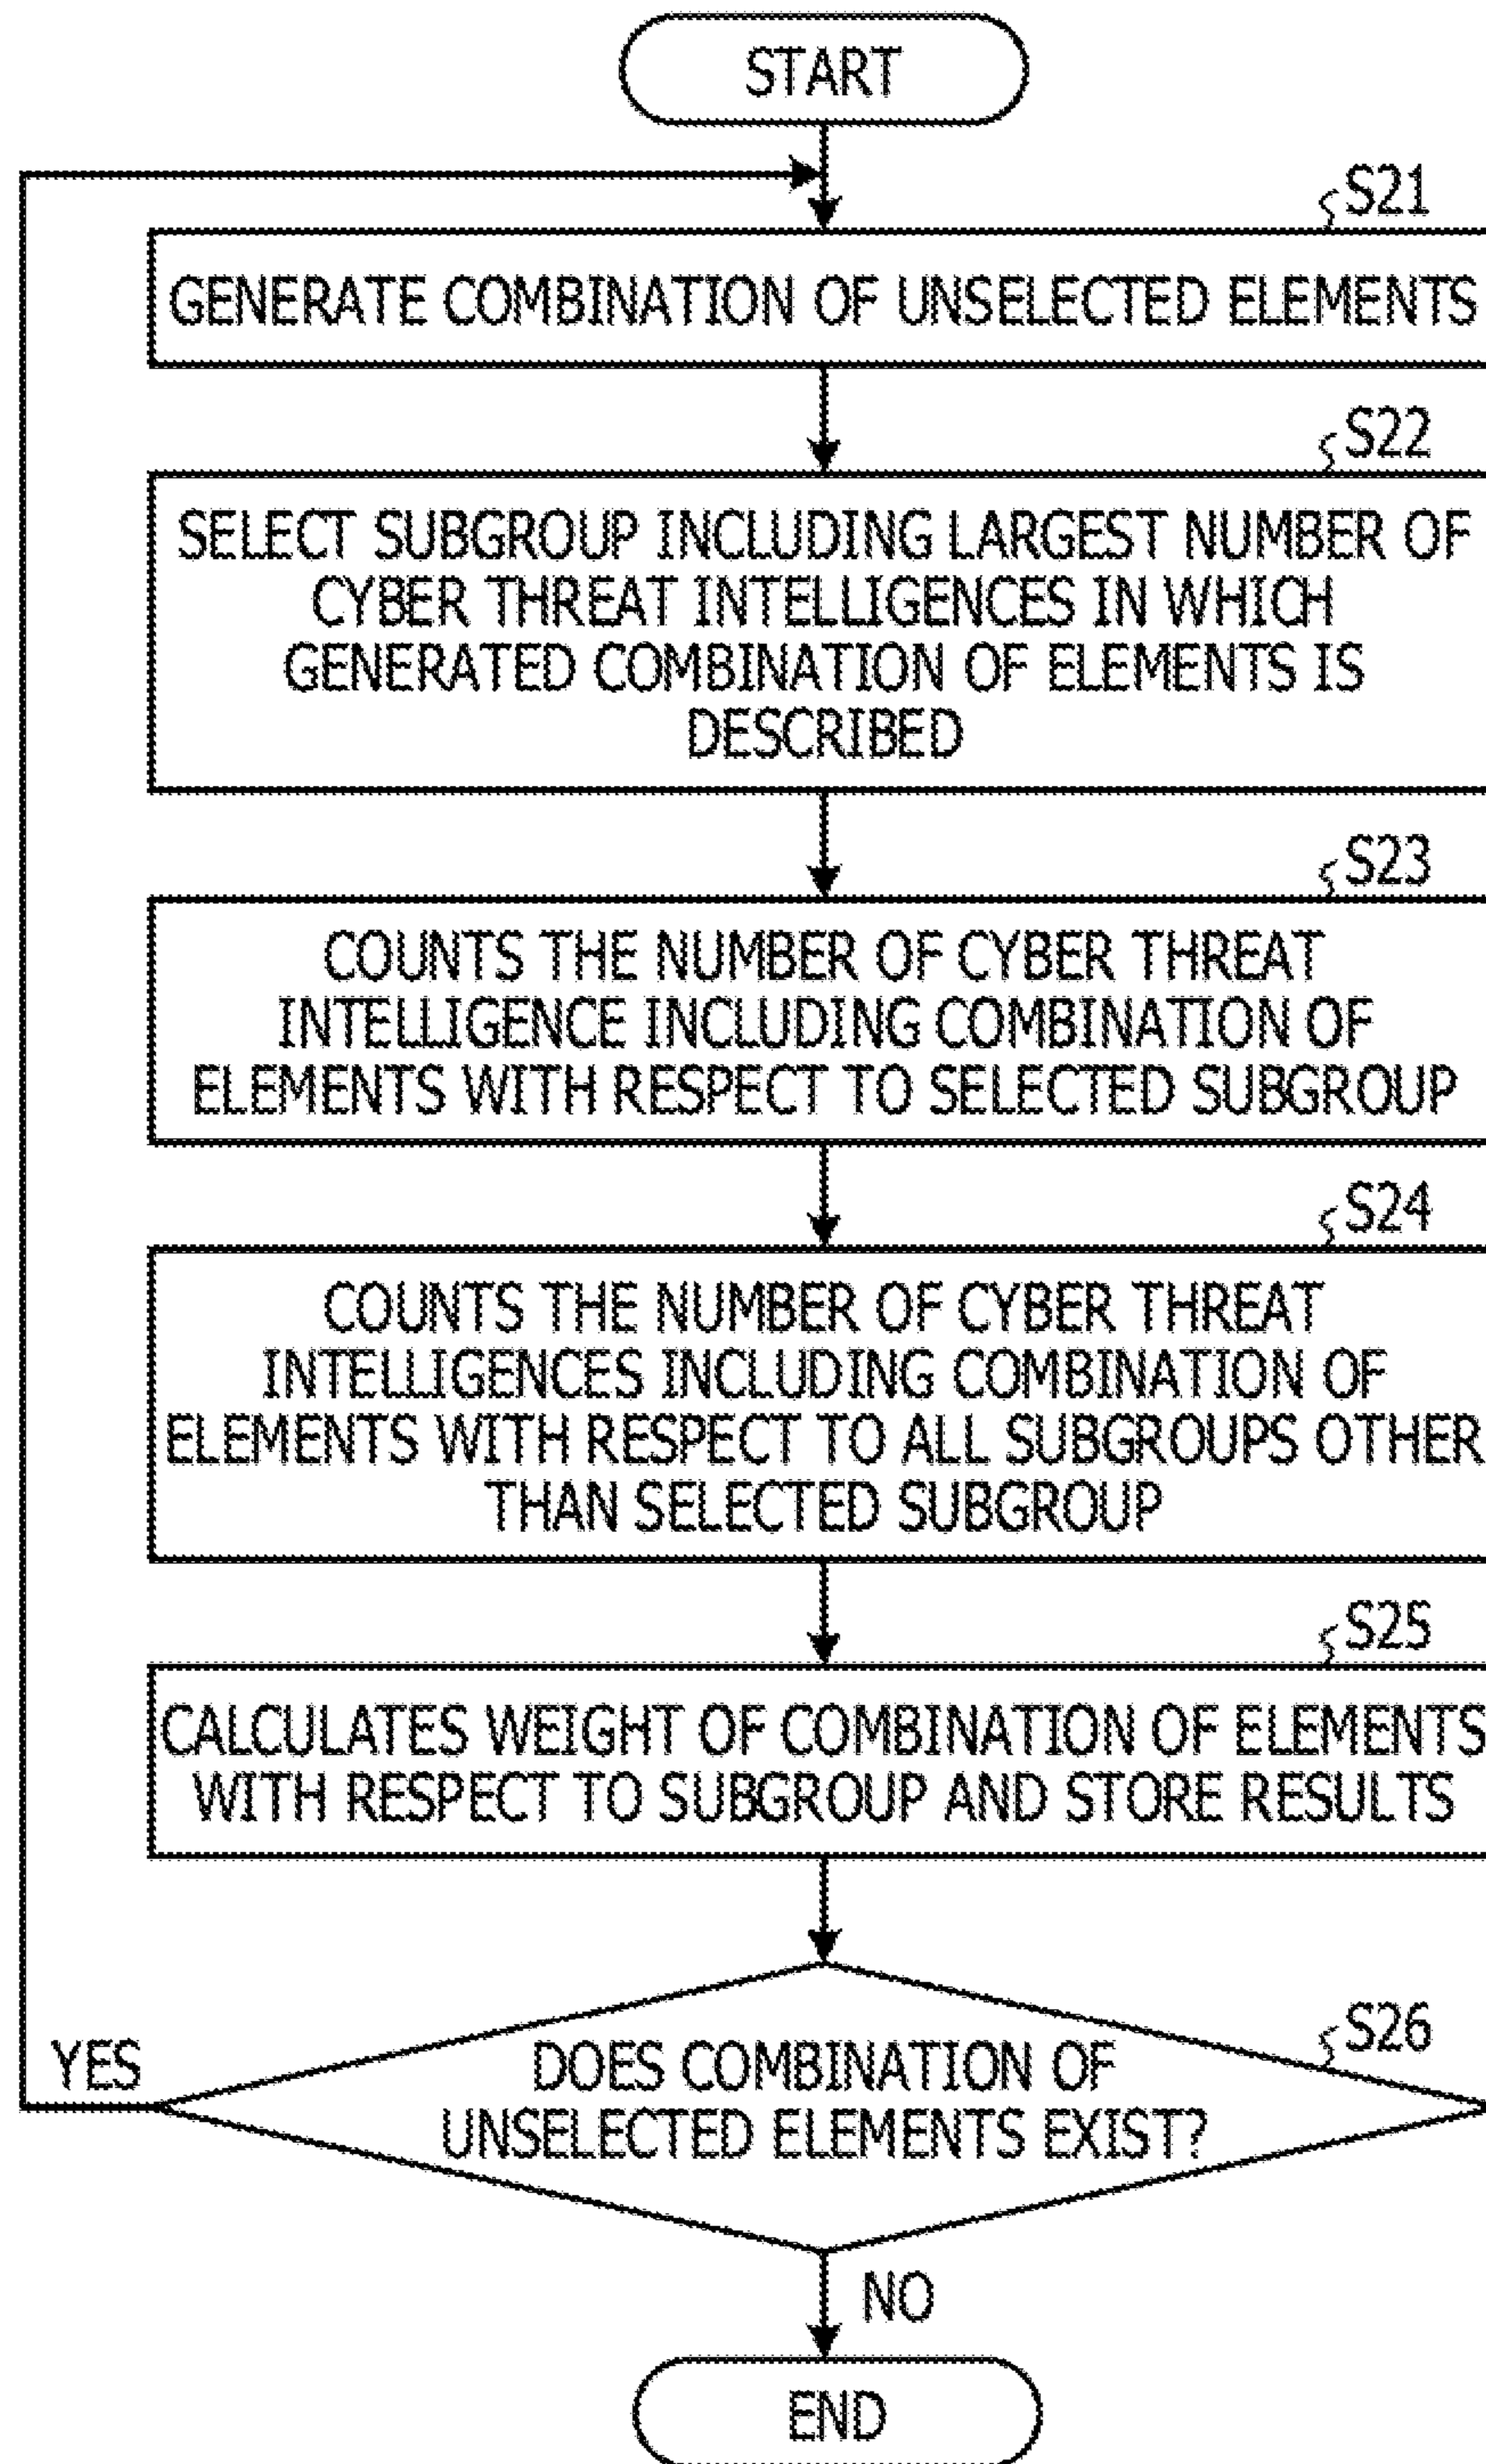 START
S21
GENERATE COMBINATION OF UNSELECTED ELEMENTS
S22
SELECT SUBGROUP INCLUDING LARGEST NUMBER OF
CYBER THREAT INTELLIGENCES IN WHICH
GENERATED COMBINATION OF ELEMENTS IS
DESCRIBED
S23
COUNTS THE NUMBER OF CYBER THREAT
INTELLIGENCE INCLUDING COMBINATION OF
ELEMENTS WITH RESPECT TO SELECTED SUBGROUP
S24
COUNTS THE NUMBER OF CYBER THREAT
INTELLIGENCES INCLUDING COMBINATION OF
ELEMENTS WITH RESPECT TO ALL SUBGROUPS OTHER
THAN SELECTED SUBGROUP
S25
CALCULATES WEIGHT OF COMBINATION OF ELEMENTS
WITH RESPECT TO SUBGROUP AND STORE RESULTS
S26
YES
DOES COMBINATION OF
UNSELECTED ELEMENTS EXIST?
NO
END